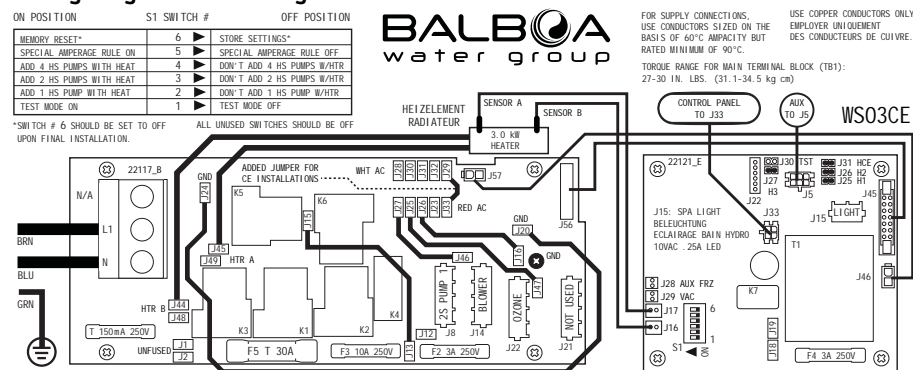 ON POSITION S1 SWITCH # OFF POSITION
MEMORY RESET* 6 STORE SETTINGS*
SPECIAL AMPERAGE RULE ON 5 SPECIAL AMPERAGE RULE OFF
ADD 4 HS PUMPS WITH HEAT 4 DON'T ADD 4 HS PUMPS W/HTR
ADD 2 HS PUMPS WITH HEAT 3 DON'T ADD 2 HS PUMPS W/HTR
ADD 1 HS PUMP WITH HEAT 2 DON'T ADD 1 HS PUMP W/HTR
TEST MODE ON 1 TEST MODE OFF
*SWITCH # 6 SHOULD BE SET TO OFF
UPON FINAL INSTALLATION.
ALL UNUSED SWITCHES SHOULD BE OFF
BALBOA
water group
FOR SUPPLY CONNECTIONS,
USE CONDUCTORS SIZED ON THE
BASIS OF 60°C AMPACITY BUT
RATED MINIMUM OF 90°C.
USE COPPER CONDUCTORS ONLY
EMPLOYER UNIQUEMENT
DES CONDUCTEURS DE CUIVRE.
TORQUE RANGE FOR MAIN TERMINAL BLOCK (TB1):
27-30 IN. LBS. (31.1-34.5 kg cm)
HEIZELEMENT
RADIATEUR
SENSOR A
SENSOR B
3.0 kW
HEATER
CONTROL PANEL
TO J33
AUX
TO J5
WS03CE
22117_B
N/A
L1
N
BRN
BLU
GRN
GND
J24
ADDED JUMPER FOR
CE INSTALLATIONS
K5
K6
J15
WHT AC
J28
J30
J31
J32
J29
J27
J25
J26
J23
J33
RED AC
J57
J56
GND
J20
J16
GND
J45
J49
HTR A
HTR B
J44
J48
K3
K1
K2
K4
J46
J47
2S PUMP 1
J8
BLOWER
J14
OZONE
J22
NOT USED
J21
T 150mA 250V
UNFUSED
J1
J2
F5 T 30A
F3 10A 250V
J13
J12
F2 3A 250V
22121_E
J30 TST
J27
H3
J31 HCE
J26 H2
J25 H1
J22
J5
J45
J15: SPA LIGHT
BELEUCHTUNG
ECLAIRAGE BAIN HYDRO
10VAC .25A LED
J33
J15
LIGHT
T1
J46
J28 AUX FRZ
J29 VAC
K7
J17
J16
6
1
S1
ON
J19
J18
F4 3A 250V